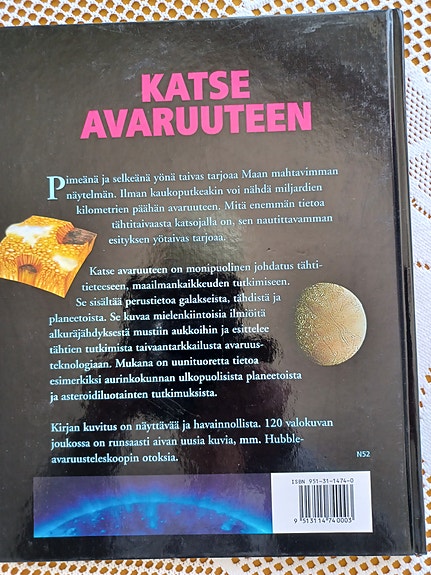 KATSE
AVARUUTEEN
Pimeänä ja selkeänä yönä taivas tarjoaa Maan mahtavimman
näytelmän. Ilman kaukoputkeakin voi nähdä miljardien
kilometrien päähän avaruuteen. Mitä enemmän tietoa
tähtitaivaasta katsojalla on, sen nautittavamman
esityksen yötaivas tarjoaa.
Katse avaruuteen on monipuolinen johdatus tähti-
tieteeseen, maailmankaikkeuden tutkimiseen.
Se sisältää perustietoa galakseista, tähdistä ja
planeetoista. Se kuvaa mielenkiintoisia ilmiöitä
alkuräjähdyksestä mustiin aukkoihin ja esittelee
tähtien tutkimista taivaantarkkailusta avaruus-
teknologiaan. Mukana on uunituoretta tietoa
esimerkiksi aurinkokunnan ulkopuolisista planeetoista
ja asteroidiluotainten tutkimuksista.
Kirjan kuvitus on näyttävää ja havainnollista. 120 valokuvan
joukossa on runsaasti aivan uusia kuvia, mm. Hubble-
avaruusteleskoopin otoksia.
N52
ISBN 951-31-1474-0
9 513114 740003